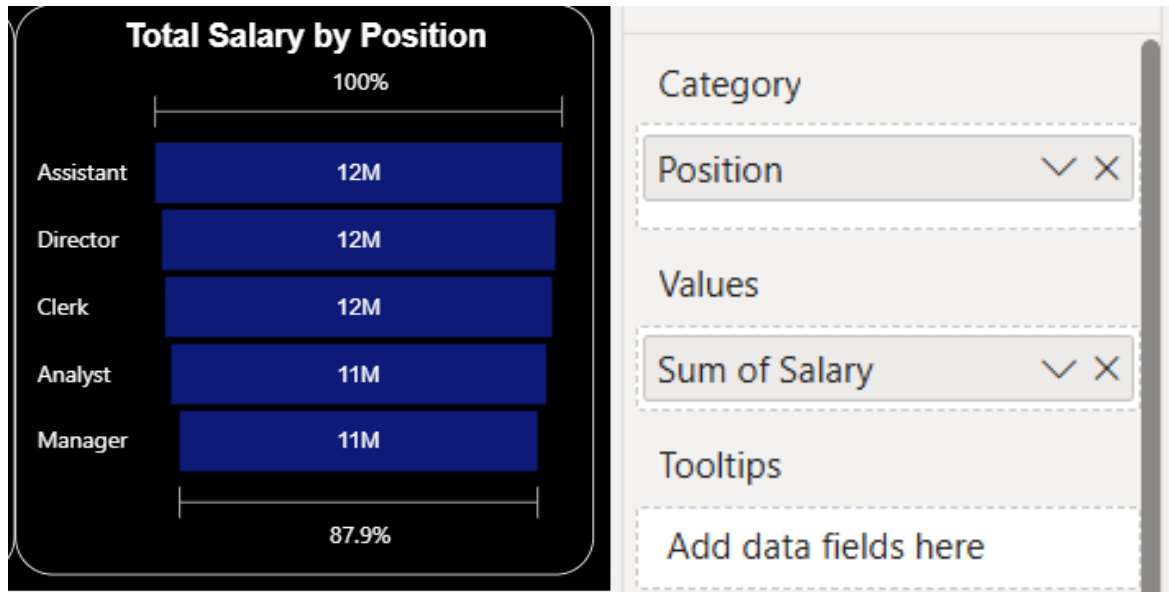 Total Salary by Position
100%
Assistant 12M
Director 12M
Clerk 12M
Analyst 11M
Manager 11M
87.9%
Category
Position
Values
Sum of Salary
Tooltips
Add data fields here